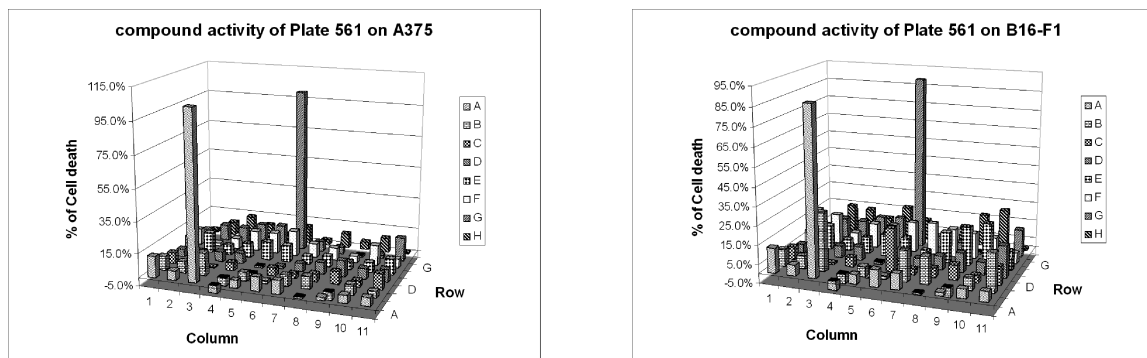 compound activity of Plate 561 on A375
115.0%
95.0%
75.0%
55.0%
35.0%
15.0%
-5.0%
% of Cell death
1 2 3 4 5 6 7 8 9 10 11
Column
A
D
G
Row
A
B
C
D
E
F
G
H
compound activity of Plate 561 on B16-F1
95.0%
85.0%
75.0%
65.0%
55.0%
45.0%
35.0%
25.0%
15.0%
5.0%
-5.0%
% of Cell death
1 2 3 4 5 6 7 8 9 10 11
Column
A
D
G
Row
A
B
C
D
E
F
G
H